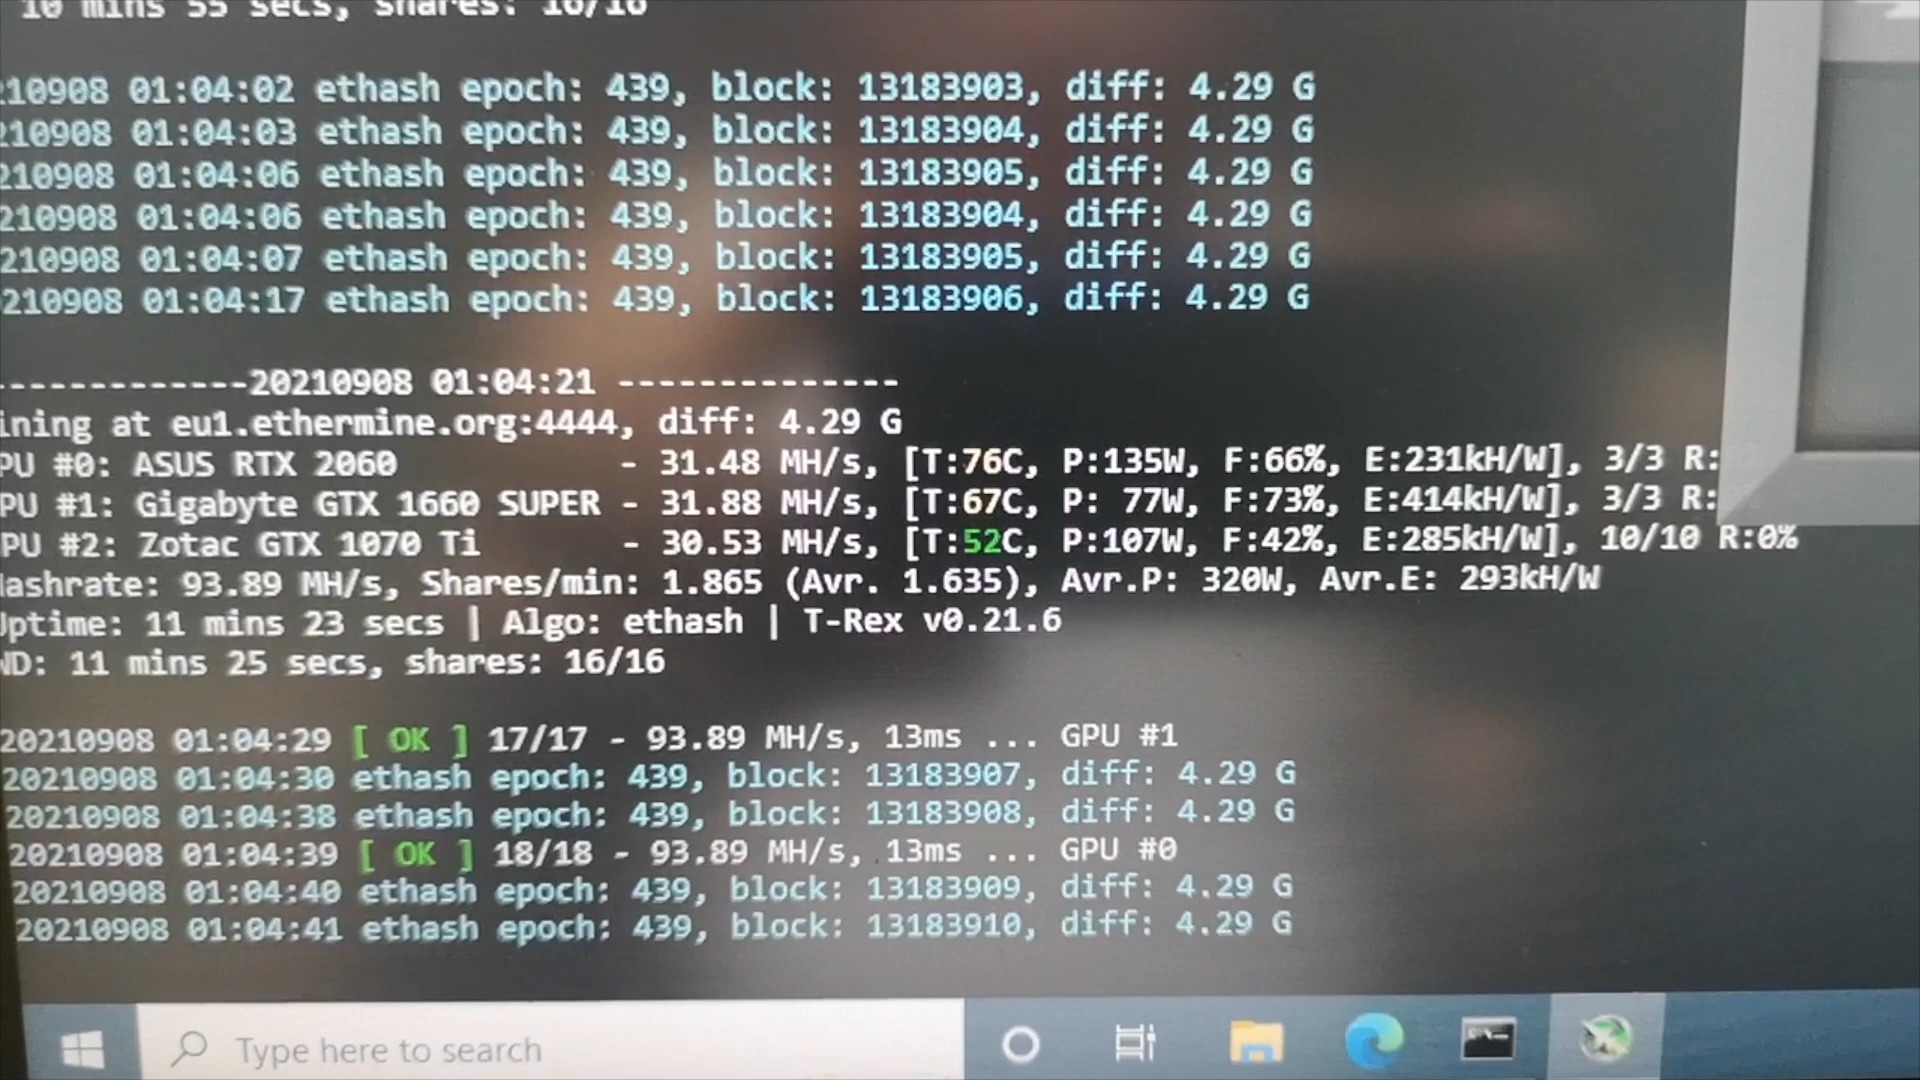 10 mins 55 secs, shares: 16/16
210908 01:04:02 ethash epoch: 439, block: 13183903, diff: 4.29 G
210908 01:04:03 ethash epoch: 439, block: 13183904, diff: 4.29 G
210908 01:04:06 ethash epoch: 439, block: 13183905, diff: 4.29 G
210908 01:04:06 ethash epoch: 439, block: 13183904, diff: 4.29 G
210908 01:04:07 ethash epoch: 439, block: 13183905, diff: 4.29 G
0210908 01:04:17 ethash epoch: 439, block: 13183906, diff: 4.29 G
-------------20210908 01:04:21 --------------
ining at eu1.ethermine.org:4444, diff: 4.29 G
PU #0: ASUS RTX 2060 - 31.48 MH/s, [T:76C, P:135W, F:66%, E:231kH/W], 3/3 R:
PU #1: Gigabyte GTX 1660 SUPER - 31.88 MH/s, [T:67C, P: 77W, F:73%, E:414kH/W], 3/3 R:
PU #2: Zotac GTX 1070 Ti - 30.53 MH/s, [T:52C, P:107W, F:42%, E:285kH/W], 10/10 R:0%
ashrate: 93.89 MH/s, Shares/min: 1.865 (Avr. 1.635), Avr.P: 320W, Avr.E: 293kH/W
Uptime: 11 mins 23 secs | Algo: ethash | T-Rex v0.21.6
ND: 11 mins 25 secs, shares: 16/16
20210908 01:04:29 [ OK ] 17/17 - 93.89 MH/s, 13ms ... GPU #1
20210908 01:04:30 ethash epoch: 439, block: 13183907, diff: 4.29 G
20210908 01:04:38 ethash epoch: 439, block: 13183908, diff: 4.29 G
20210908 01:04:39 [ OK ] 18/18 - 93.89 MH/s, 13ms ... GPU #0
20210908 01:04:40 ethash epoch: 439, block: 13183909, diff: 4.29 G
20210908 01:04:41 ethash epoch: 439, block: 13183910, diff: 4.29 G
Type here to search